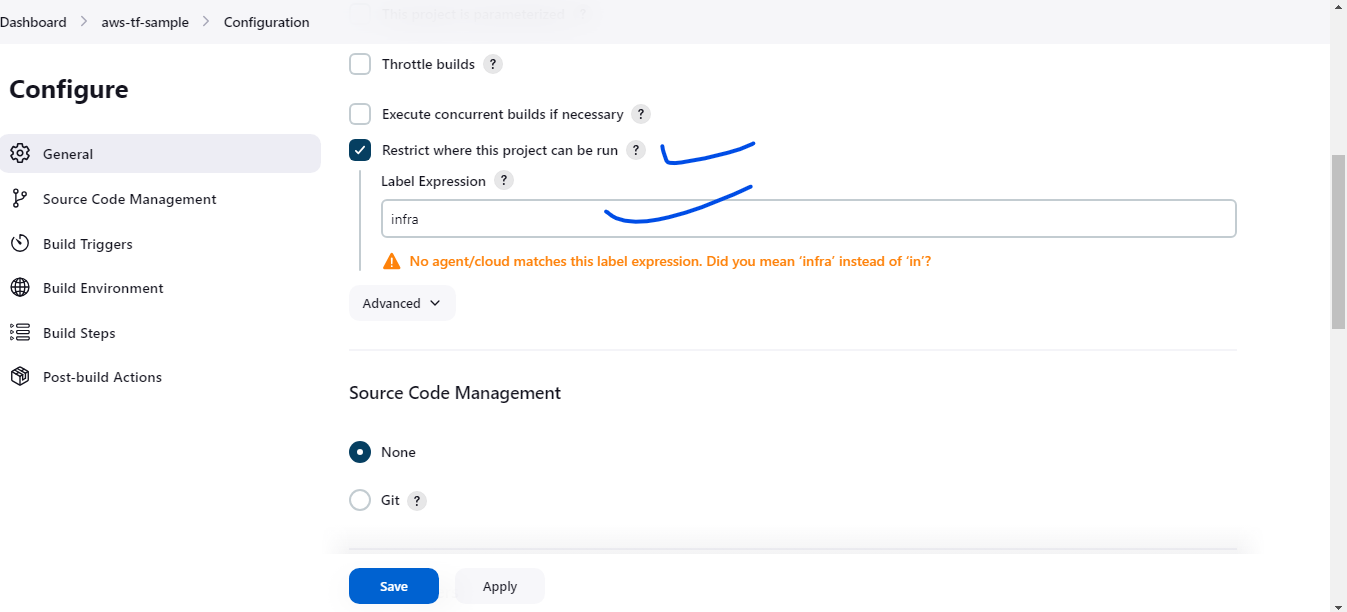 Dashboard > aws-tf-sample > Configuration
This project is parameterized ?
Configure
General
Source Code Management
Build Triggers
Build Environment
Build Steps
Post-build Actions
Throttle builds ?
Execute concurrent builds if necessary ?
Restrict where this project can be run ?
Label Expression ?
infra
No agent/cloud matches this label expression. Did you mean ‘infra’ instead of ‘in’?
Advanced
Source Code Management
None
Git ?
Save
Apply